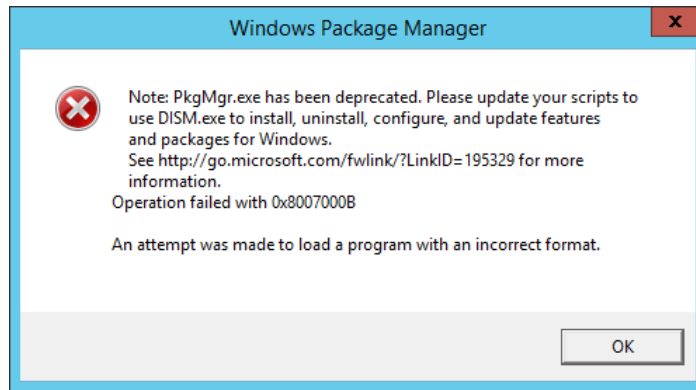 Windows Package Manager
x
Note: PkgMgr.exe has been deprecated. Please update your scripts to
use DISM.exe to install, uninstall, configure, and update features
and packages for Windows.
See http://go.microsoft.com/fwlink/?LinkID=195329 for more
information.
Operation failed with 0x8007000B
An attempt was made to load a program with an incorrect format.
OK